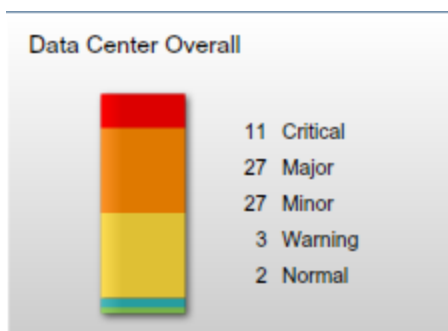 Data Center Overall
11 Critical
27 Major
27 Minor
3 Warning
2 Normal